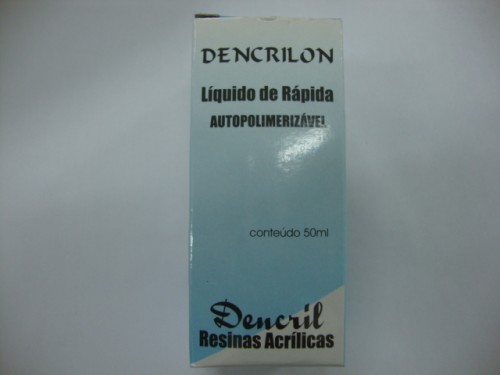 DENCRILON
Líquido de Rápida
AUTOPOLIMERIZÁVEL
conteúdo 50ml
Dencril
Resinas Acrílicas